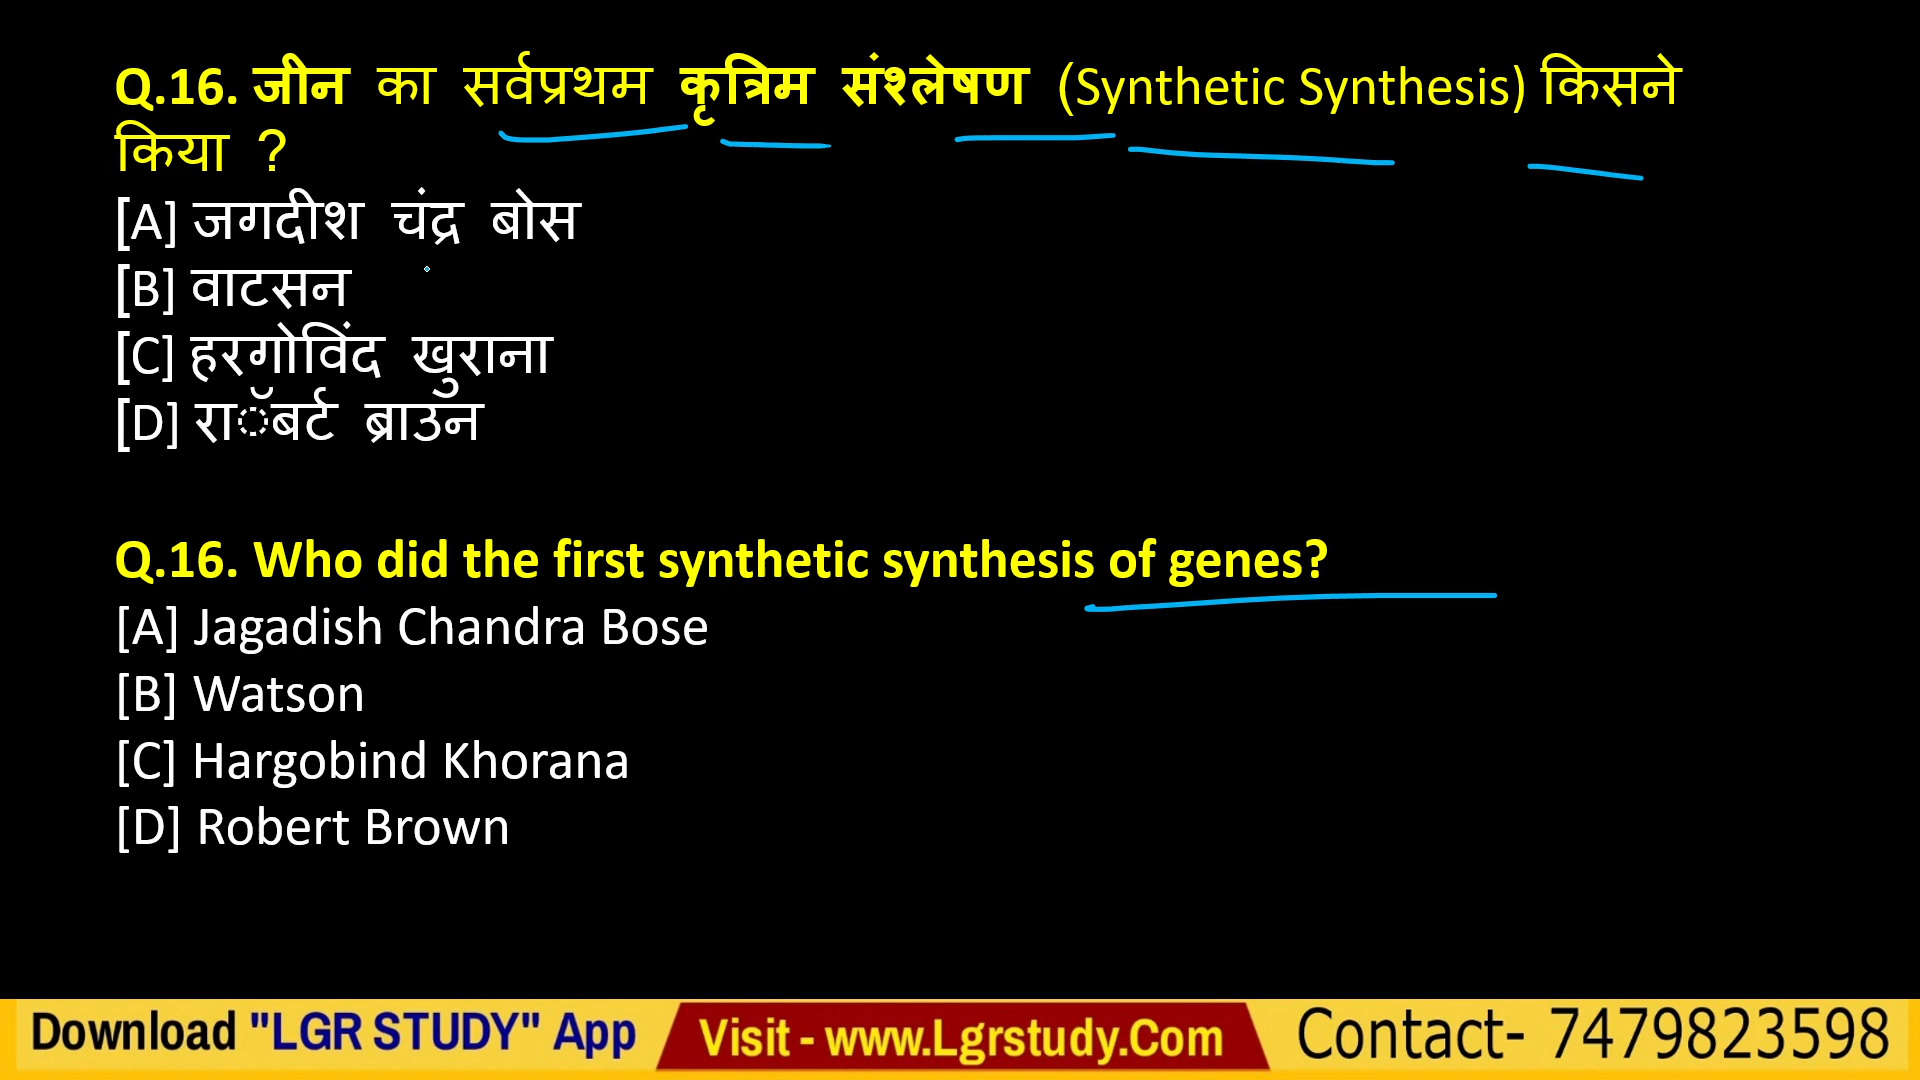 Q.16. जीन का सर्वप्रथम कृत्रिम संश्लेषण (Synthetic Synthesis) किसने
किया ?
[A] जगदीश चंद्र बोस
[B] वाटसन
[C] हरगोविंद खुराना
[D] राॅबर्ट ब्राउन
Q.16. Who did the first synthetic synthesis of genes?
[A] Jagadish Chandra Bose
[B] Watson
[C] Hargobind Khorana
[D] Robert Brown
Download "LGR STUDY" App Visit - www.Lgrstudy.Com Contact- 7479823598